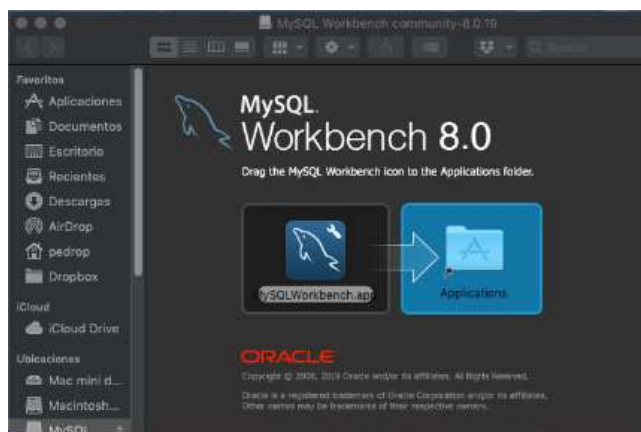 MySQL Workbench community-8.0.19
Favoritos
Aplicaciones
Documentos
Escritorio
Recientes
Descargas
AirDrop
pedrop
Dropbox
iCloud
iCloud Drive
Ubicaciones
Mac mini d...
Macintosh...
MySQL
MySQL.
Workbench 8.0
Drag the MySQL Workbench icon to the Applications folder.
MySQLWorkbench.app
Applications
ORACLE
Copyright © 2008, 2019 Oracle and/or its affiliates. All Rights Reserved.
Oracle is a registered trademark of Oracle Corporation and/or its affiliates.
Other names may be trademarks of their respective owners.